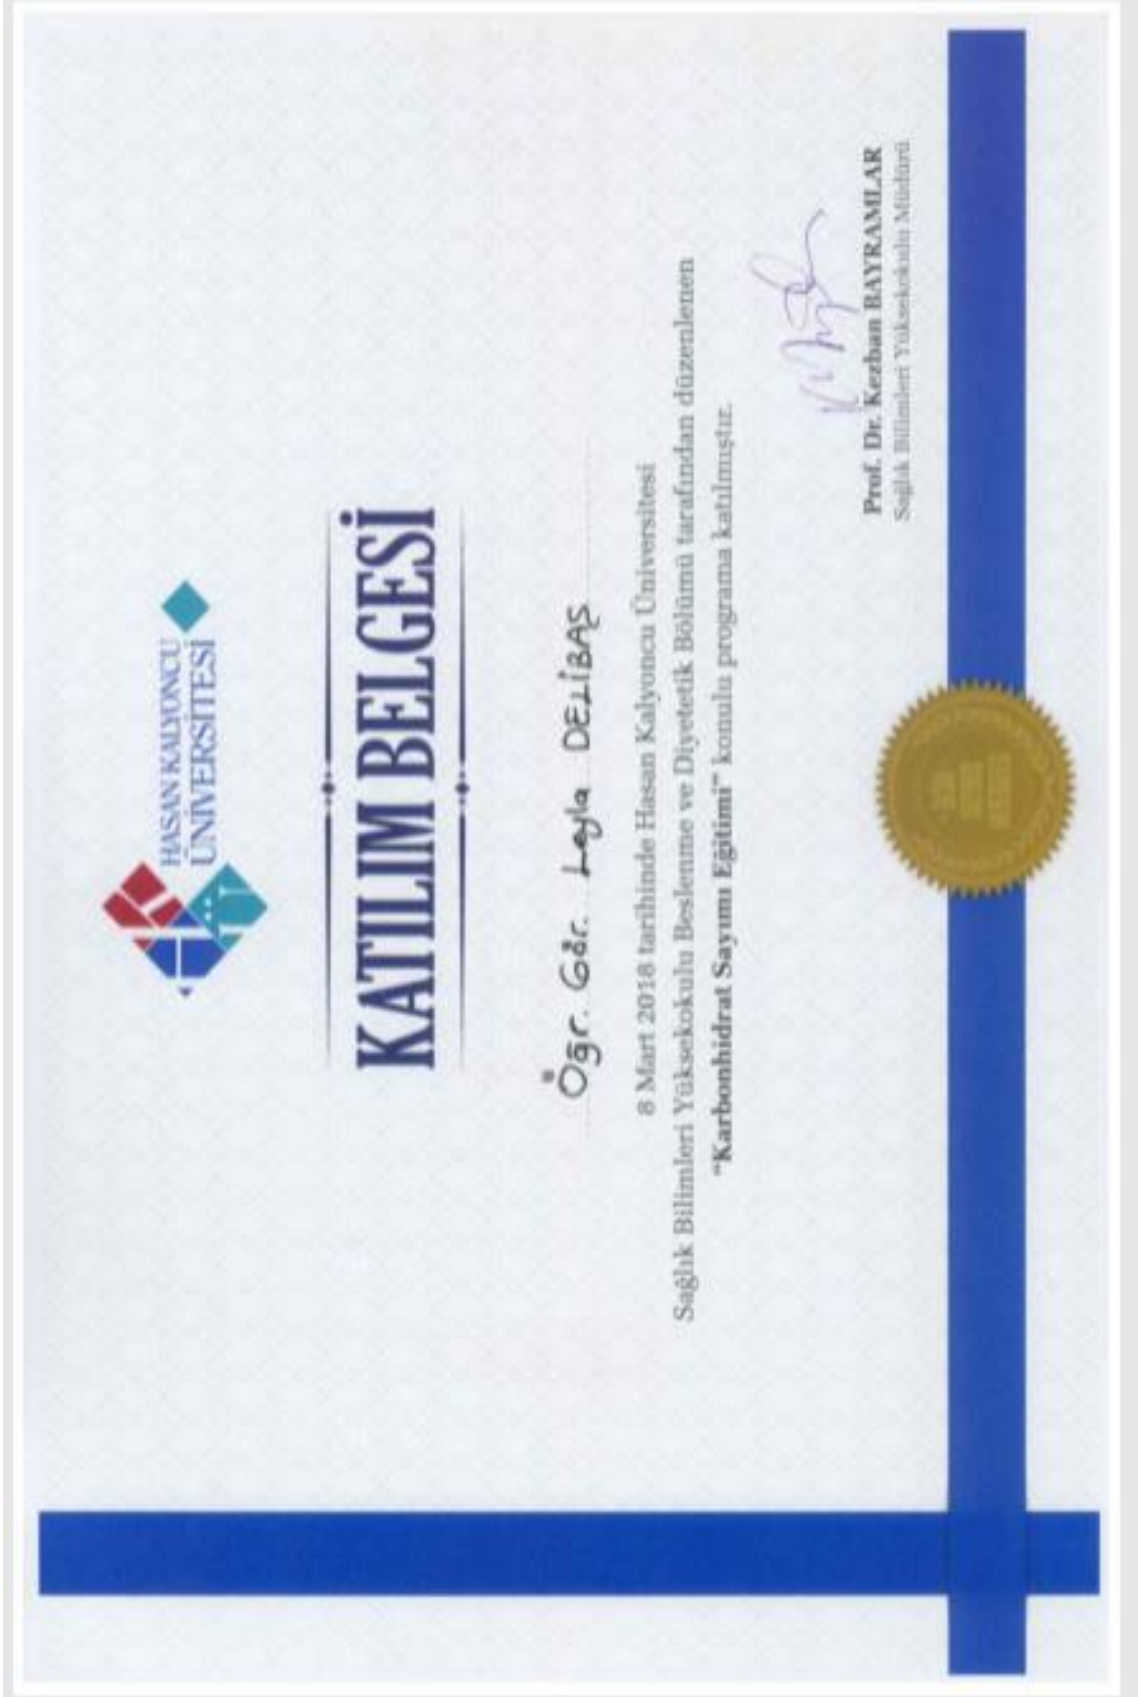 HASAN KALYONCU
ÜNİVERSİTESİ
KATILIM BELGESİ
Öğr. Gör. Leyla DELİBAŞ
8 Mart 2018 tarihinde Hasan Kalyoncu Üniversitesi
Sağlık Bilimleri Yüksekokulu Beslenme ve Diyetetik Bölümü tarafından düzenlenen
"Karbonhidrat Sayımı Eğitimi" konulu programa katılmıştır.
Prof. Dr. Kezban BAYRAMLAR
Sağlık Bilimleri Yüksekokulu Müdürü